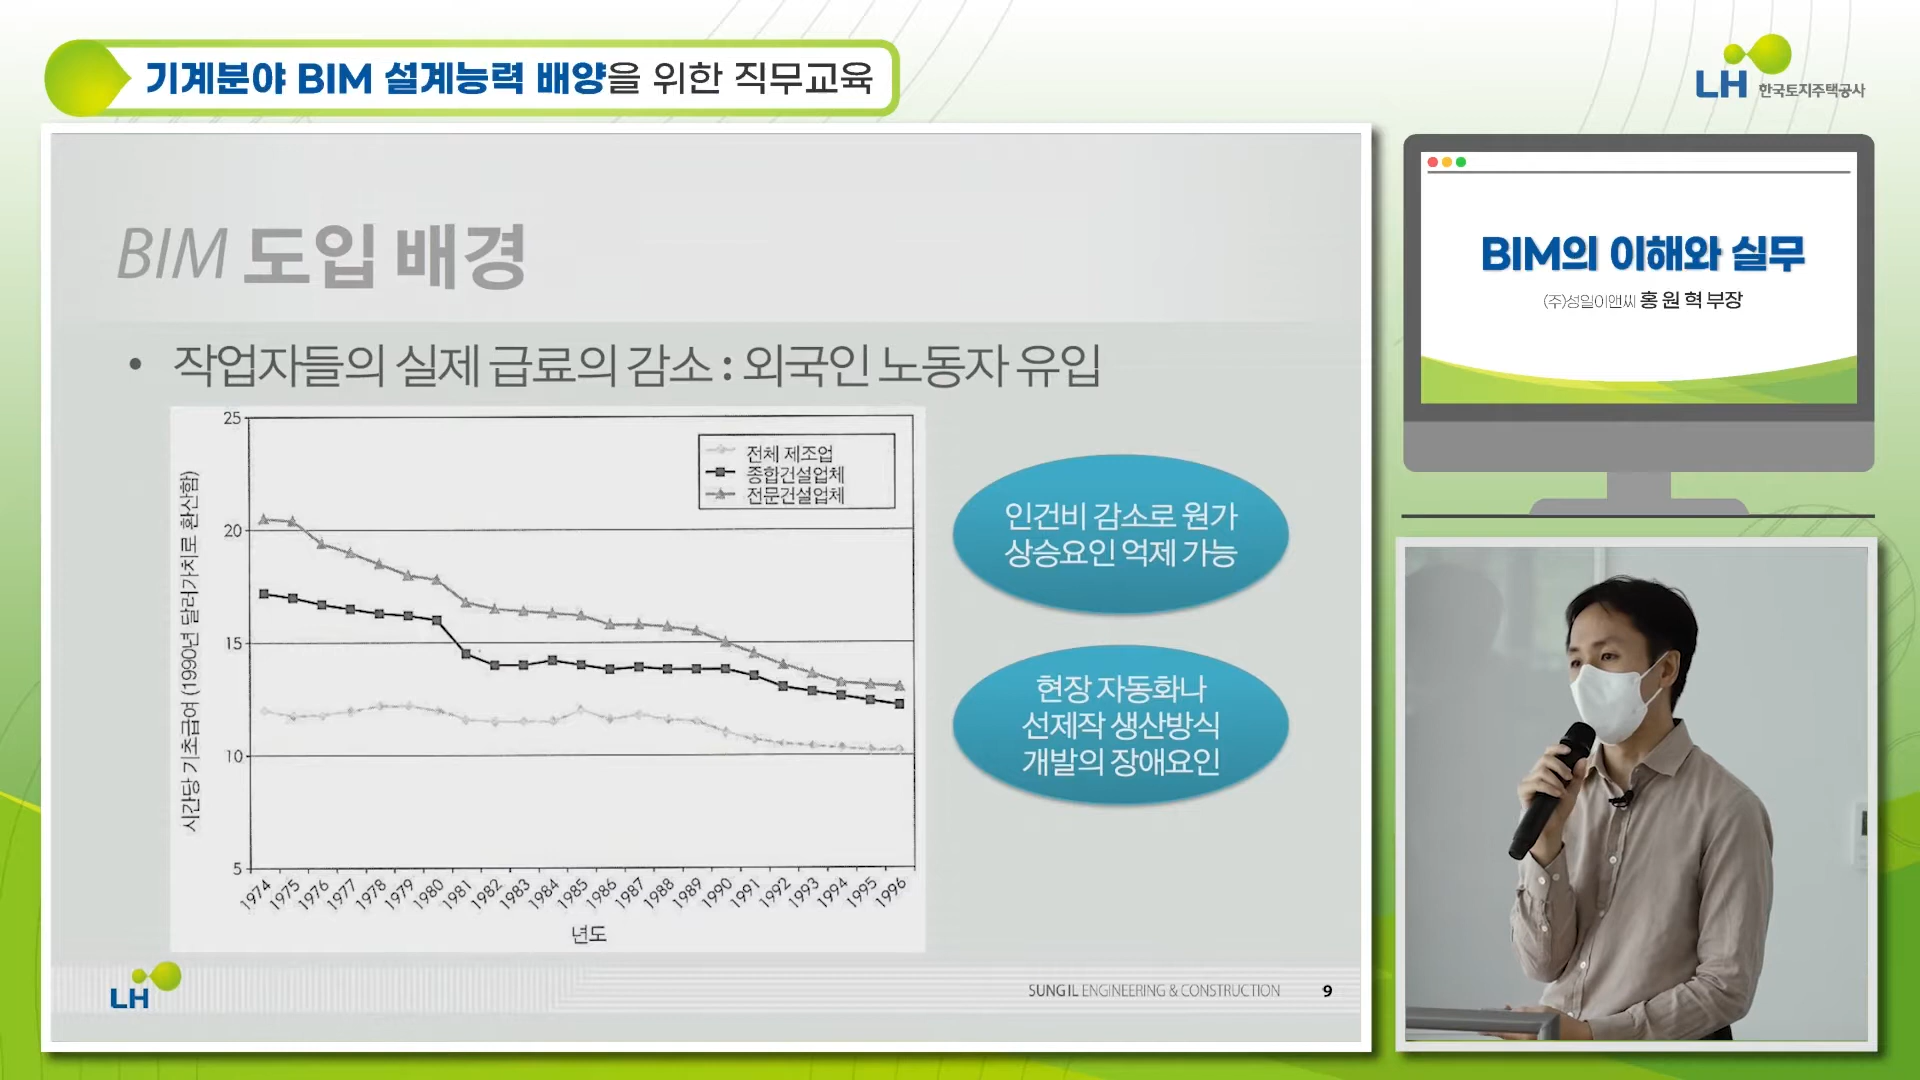 기계분야 BIM 설계능력 배양을 위한 직무교육
LH 한국토지주택공사
BIM 도입 배경
• 작업자들의 실제 급료의 감소 : 외국인 노동자 유입
시간당 기초급여 (1990년 달러가치로 환산함)
25
20
15
10
5
전체 제조업
종합건설업체
전문건설업체
1974 1975 1976 1977 1978 1979 1980 1981 1982 1983 1984 1985 1986 1987 1988 1989 1990 1991 1992 1993 1994 1995 1996
년도
인건비 감소로 원가
상승요인 억제 가능
현장 자동화나
선제작 생산방식
개발의 장애요인
LH
SUNGIL ENGINEERING & CONSTRUCTION 9
BIM의 이해와 실무
(주)성일이앤씨 홍원혁 부장